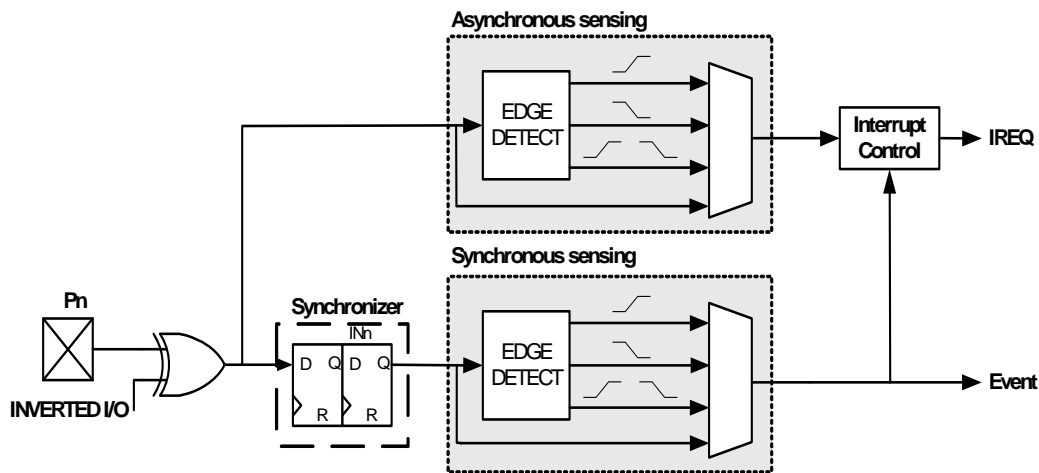 Asynchronous sensing
EDGE
DETECT
Interrupt
Control
IREQ
Synchronous sensing
Pn
Synchronizer
INn
D Q D Q
R R
EDGE
DETECT
INVERTED I/O
Event